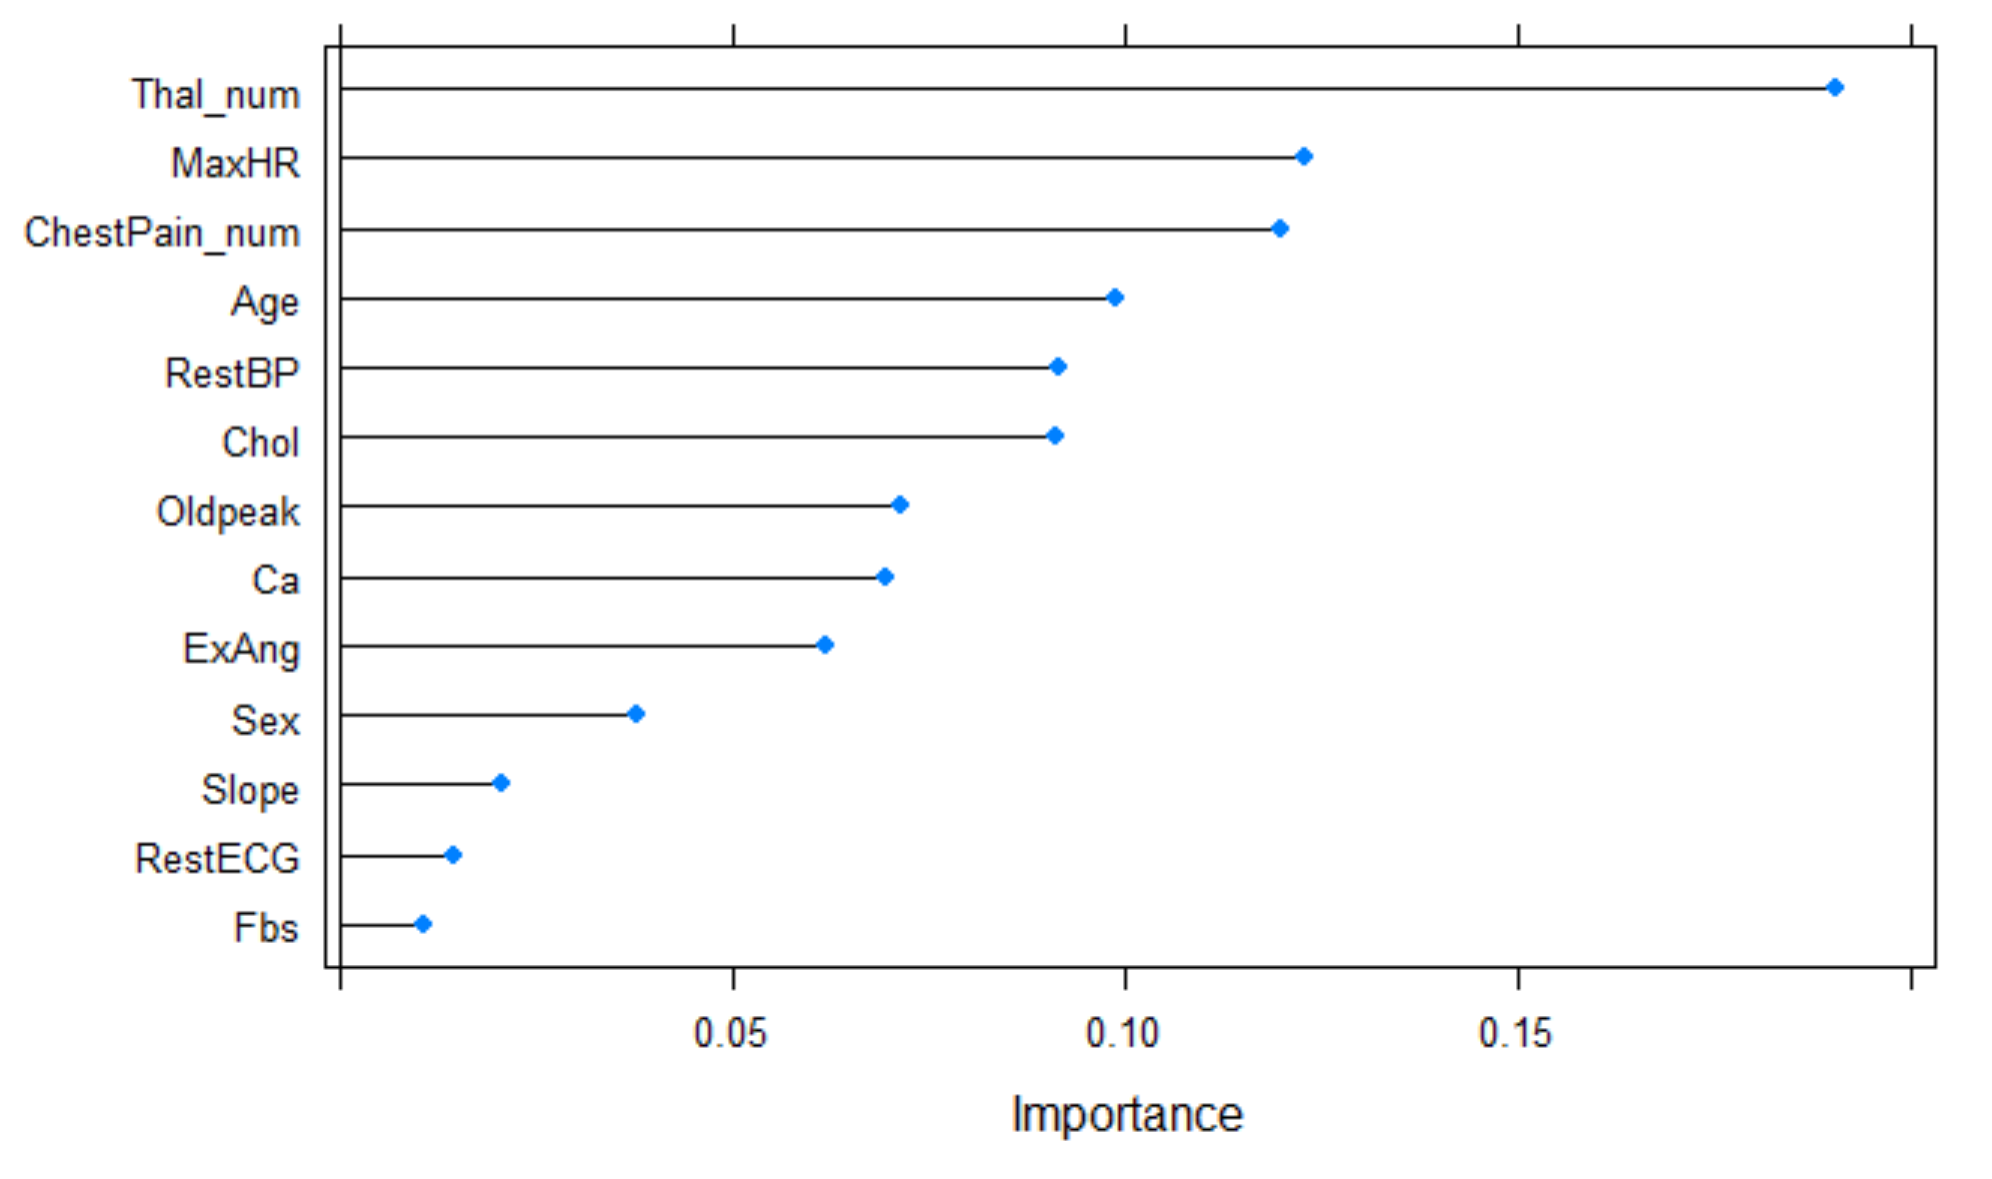 Thal_num
MaxHR
ChestPain_num
Age
RestBP
Chol
Oldpeak
Ca
ExAng
Sex
Slope
RestECG
Fbs
0.05 0.10 0.15
Importance